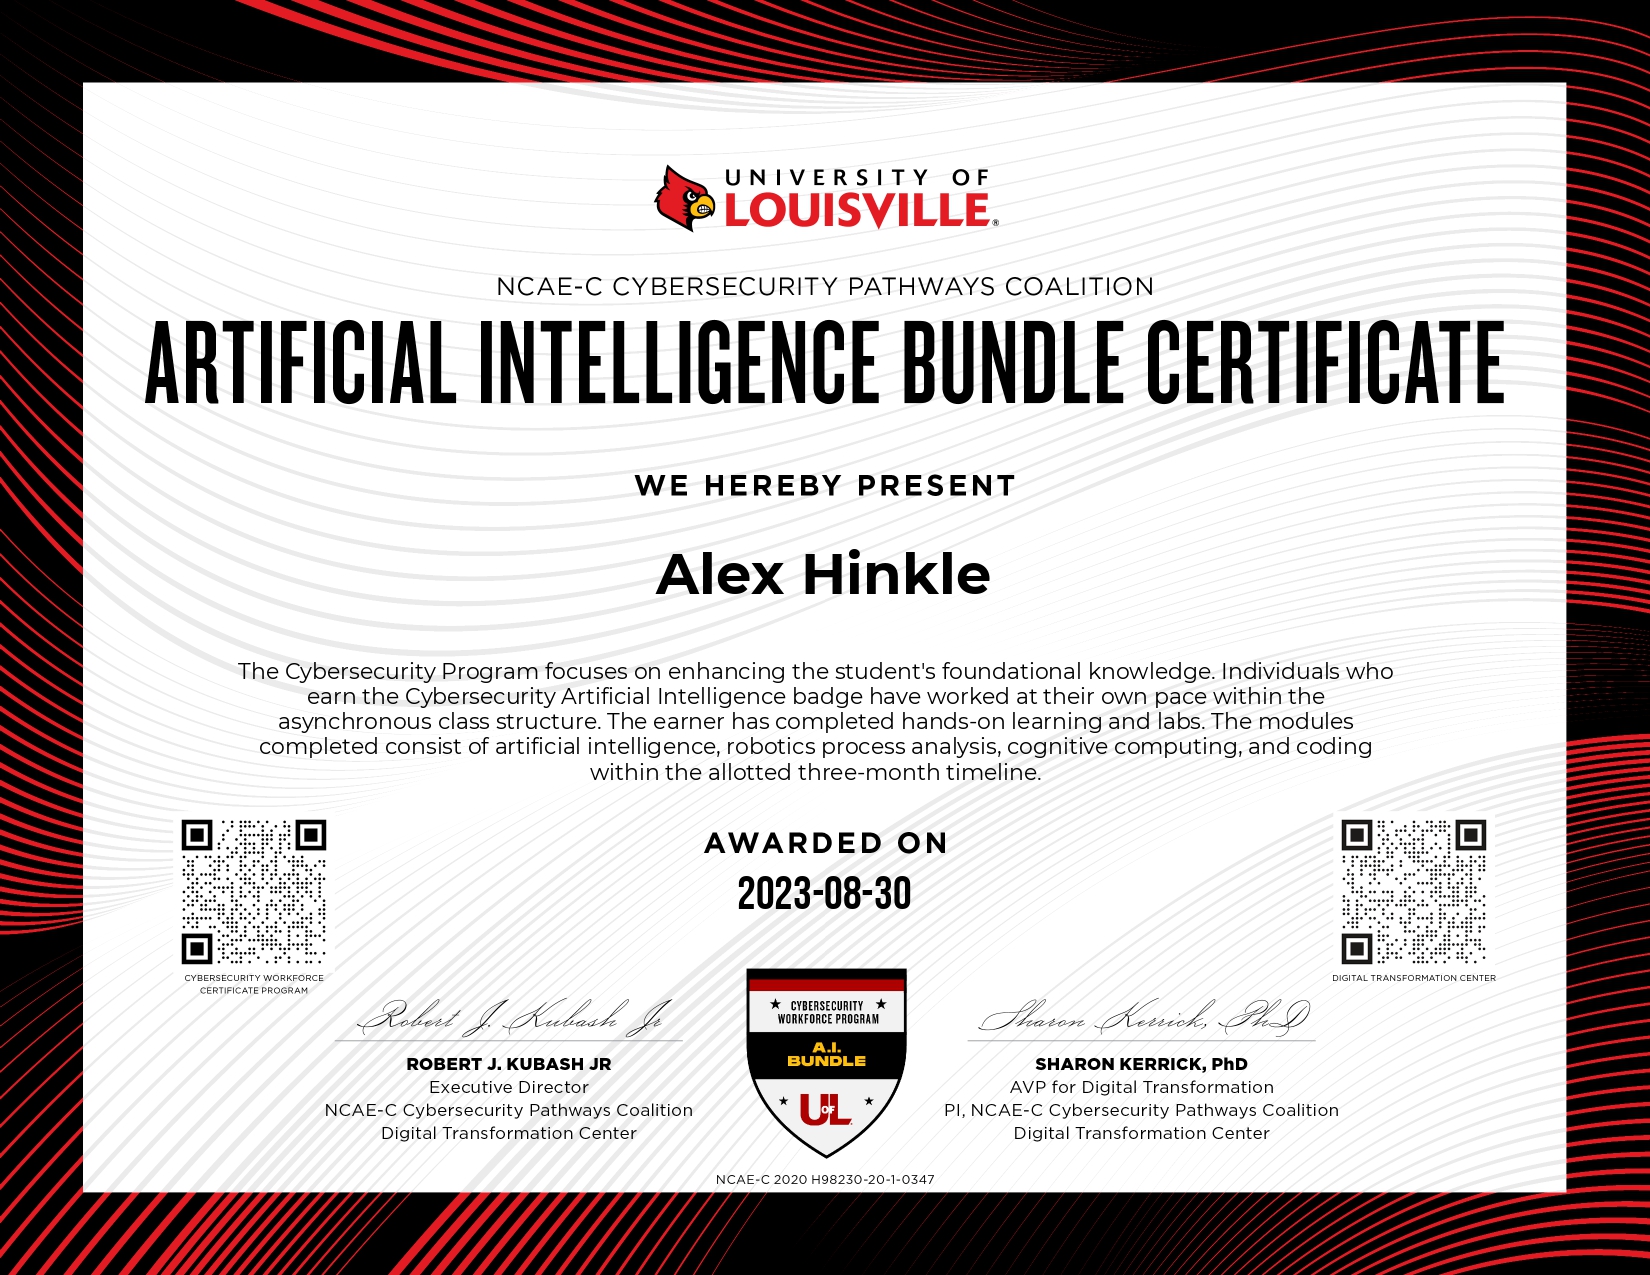 UNIVERSITY OF
LOUISVILLE®
NCAE-C CYBERSECURITY PATHWAYS COALITION
ARTIFICIAL INTELLIGENCE BUNDLE CERTIFICATE
WE HEREBY PRESENT
Alex Hinkle
The Cybersecurity Program focuses on enhancing the student's foundational knowledge. Individuals who
earn the Cybersecurity Artificial Intelligence badge have worked at their own pace within the
asynchronous class structure. The earner has completed hands-on learning and labs. The modules
completed consist of artificial intelligence, robotics process analysis, cognitive computing, and coding
within the allotted three-month timeline.
AWARDED ON
2023-08-30
CYBERSECURITY WORKFORCE
CERTIFICATE PROGRAM
DIGITAL TRANSFORMATION CENTER
Robert J. Kubash Jr
ROBERT J. KUBASH JR
Executive Director
NCAE-C Cybersecurity Pathways Coalition
Digital Transformation Center
CYBERSECURITY
WORKFORCE PROGRAM
A.I.
BUNDLE
U OF L
Sharon Kerrick, PhD
SHARON KERRICK, PhD
AVP for Digital Transformation
PI, NCAE-C Cybersecurity Pathways Coalition
Digital Transformation Center
NCAE-C 2020 H98230-20-1-0347